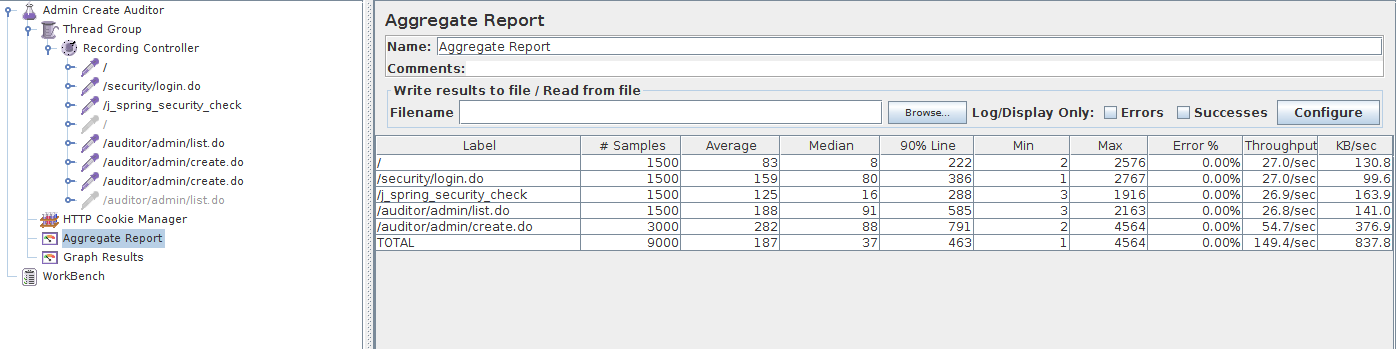 Admin Create Auditor
Thread Group
Recording Controller
/
/security/login.do
/j_spring_security_check
/
/auditor/admin/list.do
/auditor/admin/create.do
/auditor/admin/create.do
/auditor/admin/list.do
HTTP Cookie Manager
Aggregate Report
Graph Results
WorkBench
Aggregate Report
Name: Aggregate Report
Comments:
Write results to file / Read from file
Filename Browse... Log/Display Only: Errors Successes Configure
Label # Samples Average Median 90% Line Min Max Error % Throughput KB/sec
/ 1500 83 8 222 2 2576 0.00% 27.0/sec 130.8
/security/login.do 1500 159 80 386 1 2767 0.00% 27.0/sec 99.6
/j_spring_security_check 1500 125 16 288 3 1916 0.00% 26.9/sec 163.9
/auditor/admin/list.do 1500 188 91 585 3 2163 0.00% 26.8/sec 141.0
/auditor/admin/create.do 3000 282 88 791 2 4564 0.00% 54.7/sec 376.9
TOTAL 9000 187 37 463 1 4564 0.00% 149.4/sec 837.8